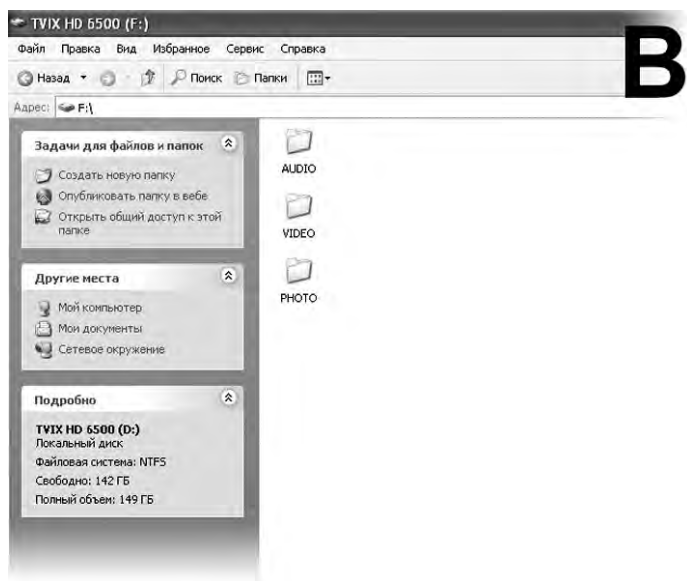 TVIX HD 6500 (F:)
B
Файл Правка Вид Избранное Сервис Справка
Назад Поиск Папки
Адрес: F:\
Задачи для файлов и папок
Создать новую папку
Опубликовать папку в вебе
Открыть общий доступ к этой
папке
Другие места
Мой компьютер
Мои документы
Сетевое окружение
Подробно
TVIX HD 6500 (D:)
Локальный диск
Файловая система: NTFS
Свободно: 142 ГБ
Полный объем: 149 ГБ
AUDIO
VIDEO
PHOTO